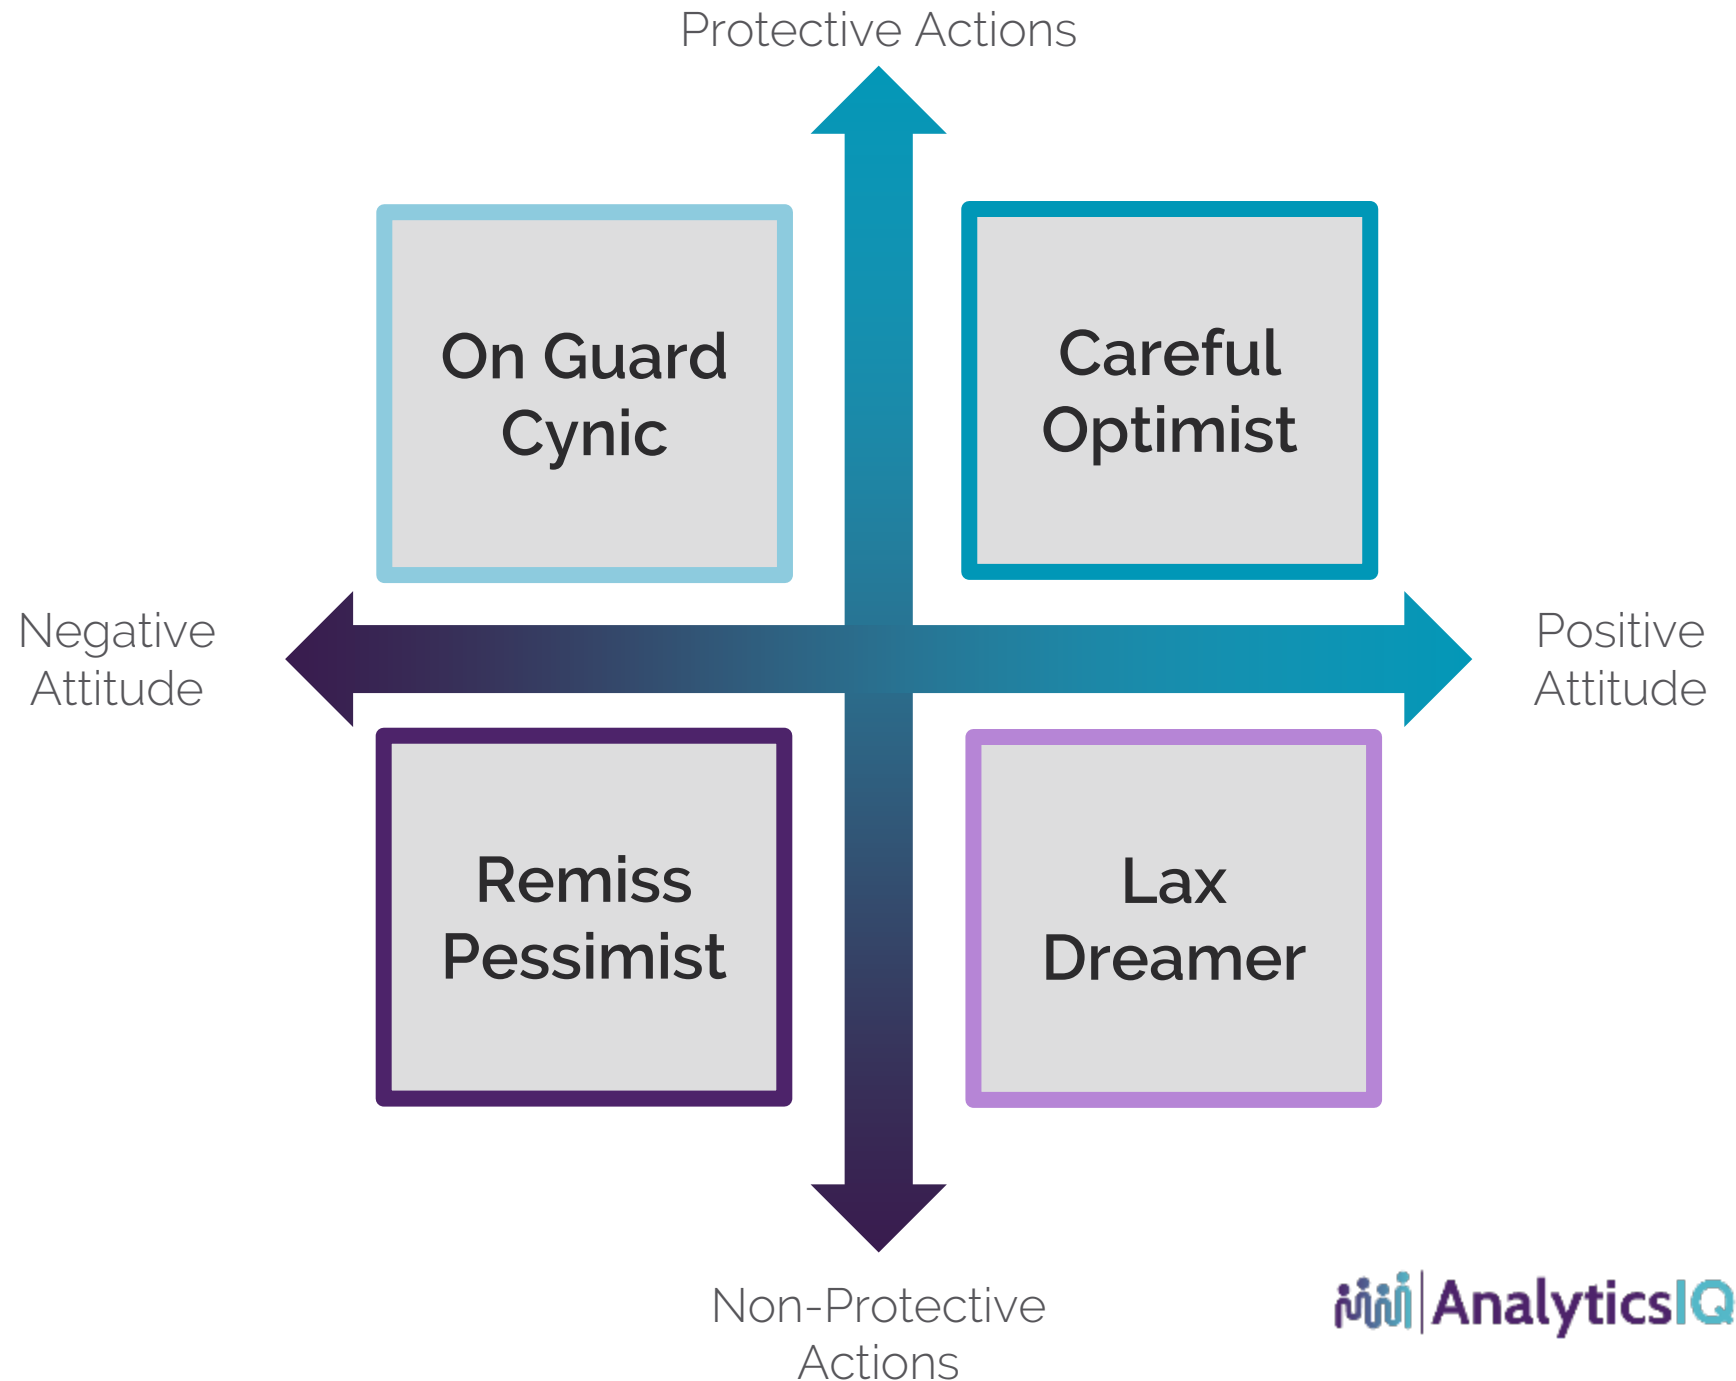 Protective Actions
On Guard
Cynic
Careful
Optimist
Negative
Attitude
Positive
Attitude
Remiss
Pessimist
Lax
Dreamer
Non-Protective
Actions
AnalyticsIQ